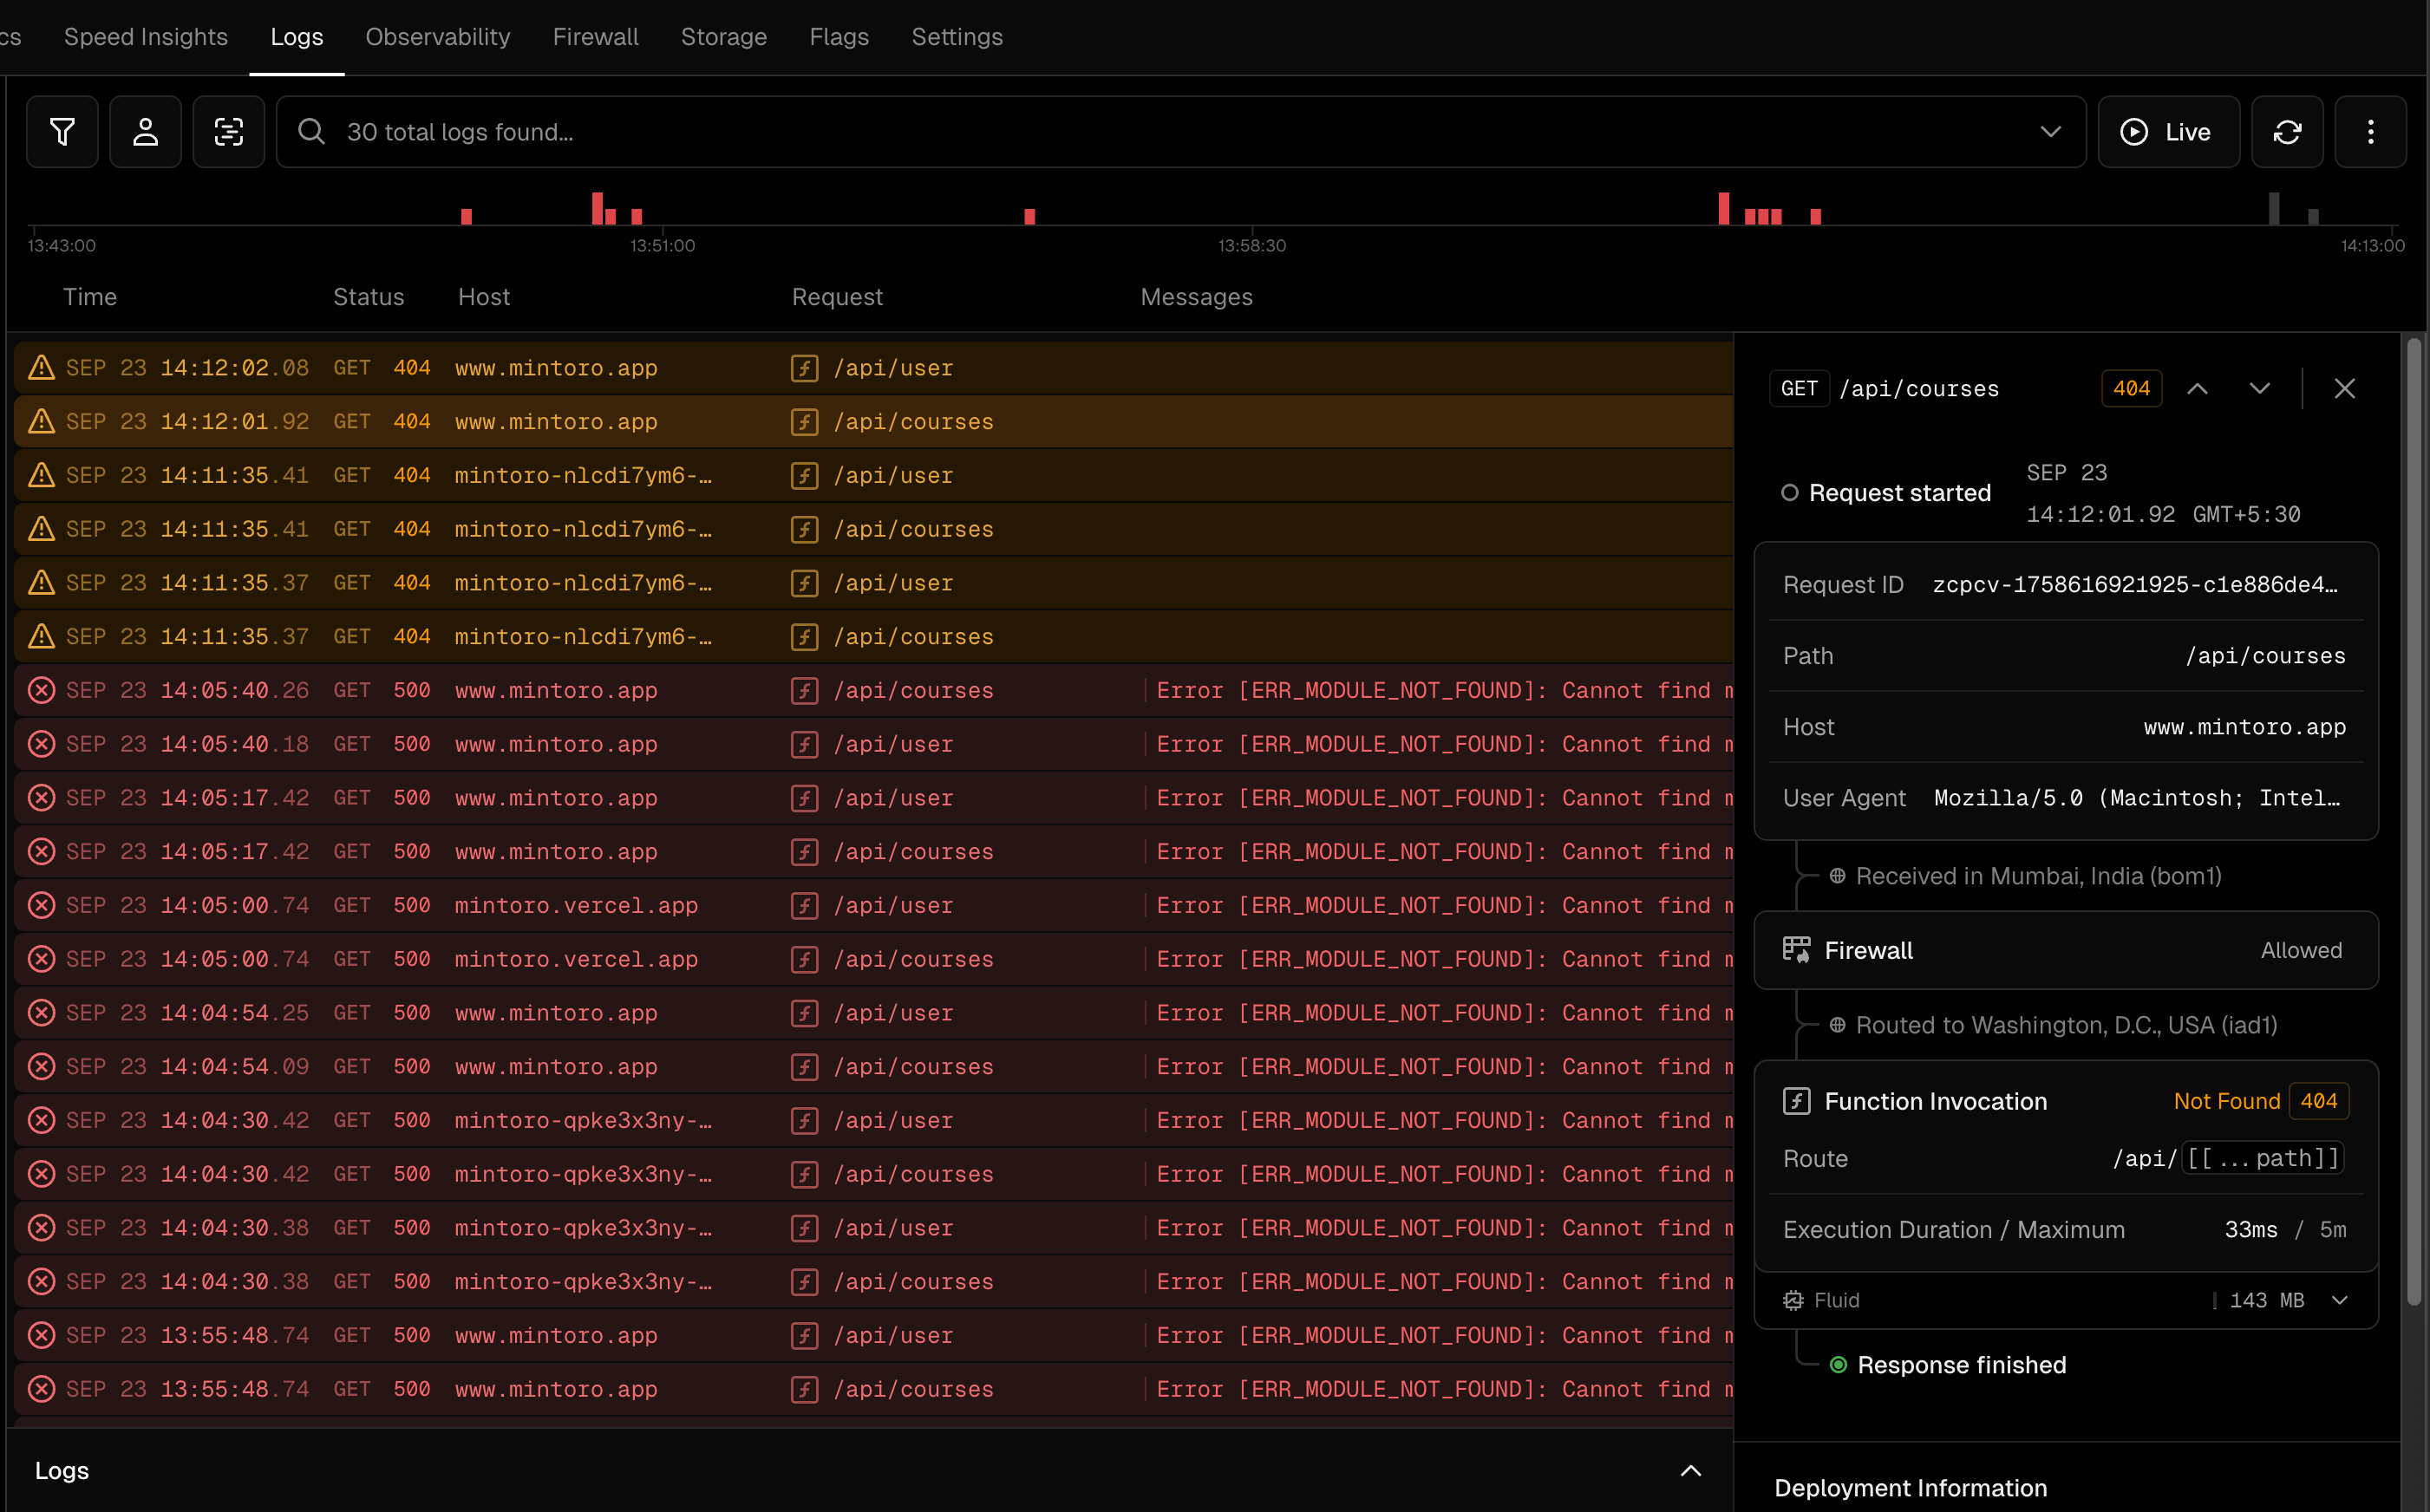 cs Speed Insights Logs Observability Firewall Storage Flags Settings
30 total logs found... Live
13:43:00 13:51:00 13:58:30 14:13:00
Time Status Host Request Messages
SEP 23 14:12:02.08 GET 404 www.mintoro.app /api/user
SEP 23 14:12:01.92 GET 404 www.mintoro.app /api/courses
SEP 23 14:11:35.41 GET 404 mintoro-nlcdi7ym6-… /api/user
SEP 23 14:11:35.41 GET 404 mintoro-nlcdi7ym6-… /api/courses
SEP 23 14:11:35.37 GET 404 mintoro-nlcdi7ym6-… /api/user
SEP 23 14:11:35.37 GET 404 mintoro-nlcdi7ym6-… /api/courses
SEP 23 14:05:40.26 GET 500 www.mintoro.app /api/courses Error [ERR_MODULE_NOT_FOUND]: Cannot find m
SEP 23 14:05:40.18 GET 500 www.mintoro.app /api/user Error [ERR_MODULE_NOT_FOUND]: Cannot find m
SEP 23 14:05:17.42 GET 500 www.mintoro.app /api/user Error [ERR_MODULE_NOT_FOUND]: Cannot find m
SEP 23 14:05:17.42 GET 500 www.mintoro.app /api/courses Error [ERR_MODULE_NOT_FOUND]: Cannot find m
SEP 23 14:05:00.74 GET 500 mintoro.vercel.app /api/user Error [ERR_MODULE_NOT_FOUND]: Cannot find m
SEP 23 14:05:00.74 GET 500 mintoro.vercel.app /api/courses Error [ERR_MODULE_NOT_FOUND]: Cannot find m
SEP 23 14:04:54.25 GET 500 www.mintoro.app /api/user Error [ERR_MODULE_NOT_FOUND]: Cannot find m
SEP 23 14:04:54.09 GET 500 www.mintoro.app /api/courses Error [ERR_MODULE_NOT_FOUND]: Cannot find m
SEP 23 14:04:30.42 GET 500 mintoro-qpke3x3ny-… /api/user Error [ERR_MODULE_NOT_FOUND]: Cannot find m
SEP 23 14:04:30.42 GET 500 mintoro-qpke3x3ny-… /api/courses Error [ERR_MODULE_NOT_FOUND]: Cannot find m
SEP 23 14:04:30.38 GET 500 mintoro-qpke3x3ny-… /api/user Error [ERR_MODULE_NOT_FOUND]: Cannot find m
SEP 23 14:04:30.38 GET 500 mintoro-qpke3x3ny-… /api/courses Error [ERR_MODULE_NOT_FOUND]: Cannot find m
SEP 23 13:55:48.74 GET 500 www.mintoro.app /api/user Error [ERR_MODULE_NOT_FOUND]: Cannot find m
SEP 23 13:55:48.74 GET 500 www.mintoro.app /api/courses Error [ERR_MODULE_NOT_FOUND]: Cannot find m
Logs
GET /api/courses 404
Request started SEP 23
14:12:01.92 GMT+5:30
Request ID zcpcv-1758616921925-c1e886de4…
Path /api/courses
Host www.mintoro.app
User Agent Mozilla/5.0 (Macintosh; Intel…
Received in Mumbai, India (bom1)
Firewall Allowed
Routed to Washington, D.C., USA (iad1)
Function Invocation Not Found 404
Route /api/[[...path]]
Execution Duration / Maximum 33ms / 5m
Fluid 143 MB
Response finished
Deployment Information